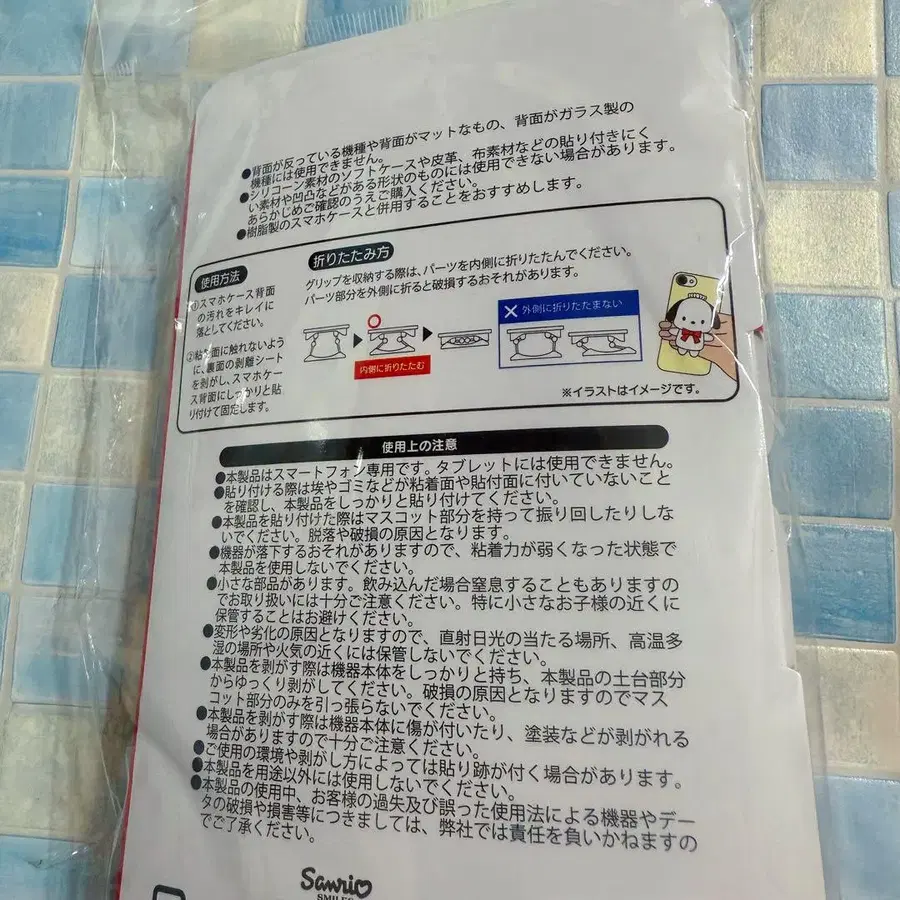 ●背面が反っている機種や背面がマットなもの、背面がガラス製の
機種には使用できません。
●シリコーン素材のソフトケースや皮革、布素材などの貼り付きにく
い素材や凹凸などがある形状のものには使用できない場合があります。
あらかじめご確認のうえご購入ください。
●樹脂製のスマホケースと併用することをおすすめします。
使用方法
①スマホケース背面
の汚れをキレイに
落としてください。
②粘着面に触れないよう
に、裏面の剥離シート
を剥がし、スマホケー
ス背面にしっかりと貼
り付けて固定します。
折りたたみ方
グリップを収納する際は、パーツを内側に折りたたんでください。
パーツ部分を外側に折ると破損するおそれがあります。
内側に折りたたむ
✕ 外側に折りたたまない
※イラストはイメージです。
使用上の注意
●本製品はスマートフォン専用です。タブレットには使用できません。
●貼り付ける際は埃やゴミなどが粘着面や貼付面に付いていないこと
を確認し、本製品をしっかりと貼り付けてください。
●本製品を貼り付けた際はマスコット部分を持って振り回したりしな
いでください。脱落や破損の原因となります。
●機器が落下するおそれがありますので、粘着力が弱くなった状態で
本製品を使用しないでください。
●小さな部品があります。飲み込んだ場合窒息することもありますの
でお取り扱いには十分ご注意ください。特に小さなお子様の近くに
保管することはお避けください。
●変形や劣化の原因となりますので、直射日光の当たる場所、高温多
湿の場所や火気の近くには保管しないでください。
●本製品を剥がす際は機器本体をしっかりと持ち、本製品の土台部分
からゆっくり剥がしてください。破損の原因となりますのでマス
コット部分のみを引っ張らないでください。
●本製品を剥がす際は機器本体に傷が付いたり、塗装などが剥がれる
場合がありますので十分ご注意ください。
●ご使用の環境や剥がし方によっては貼り跡が付く場合があります。
●本製品を用途以外には使用しないでください。
●本製品の使用中、お客様の過失及び誤った使用法による機器やデー
タの破損や損害等につきましては、弊社では責任を負いかねますの
でご了承ください。
Sanrio
SMILES